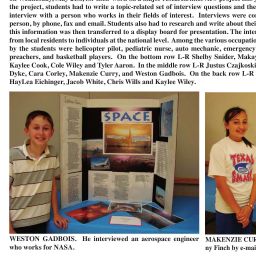 the project, students had to write a topic-related set of interview questions and the
interview with a person who works in their fields of interest. Interviews were co
person, by phone, fax and email. Students also had to research and write about thei
this information was then transferred to a display board for presentation. The inte
from local residents to individuals at the national level. Among the various occupatio
by the students were helicopter pilot, pediatric nurse, auto mechanic, emergency
preachers, and basketball players. On the bottom row L-R Shelby Snider, Makay
Kaylee Cook, Cole Wiley and Tyler Aaron. In the middle row L-R Justus Czajkoski
Dyke, Cara Corley, Makenzie Curry, and Weston Gadbois. On the back row L-R
HayLea Eichinger, Jacob White, Chris Wills and Kaylee Wiley.
SPACE
TEXAS
WESTON GADBOIS. He interviewed an aerospace engineer
who works for NASA.
MAKENZIE CUR
ny Finch by e-mai